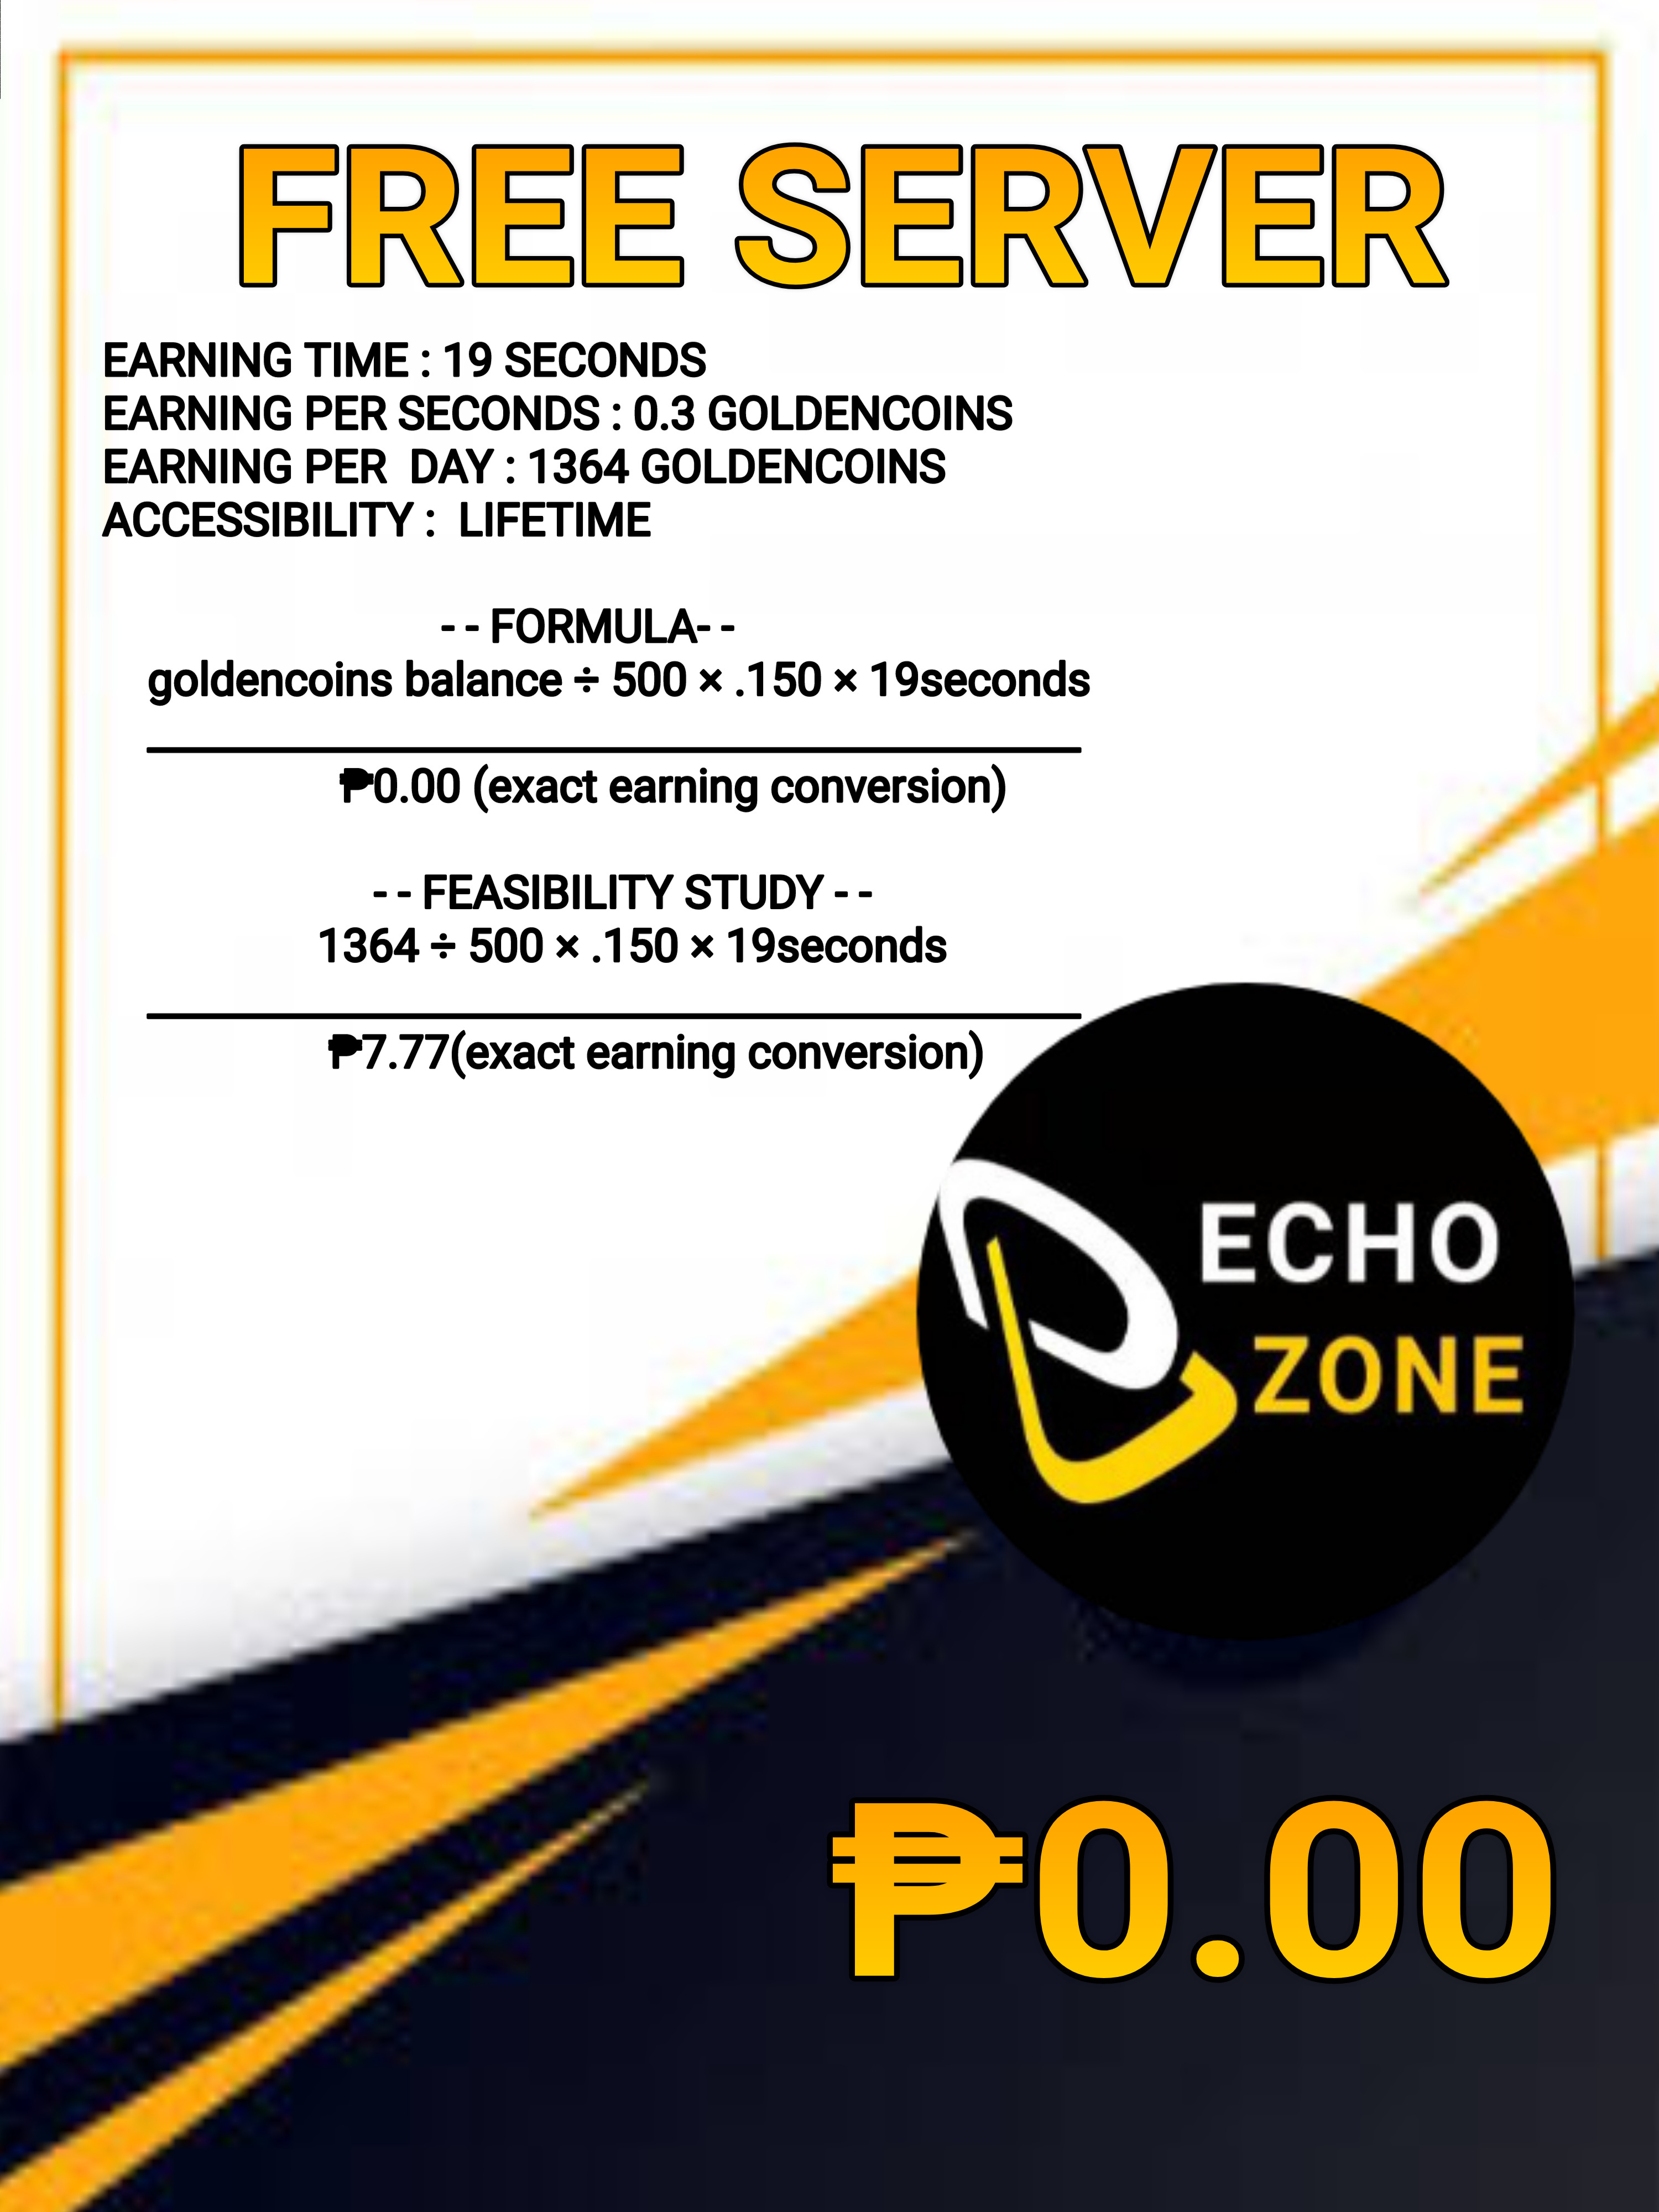 FREE SERVER
EARNING TIME : 19 SECONDS
EARNING PER SECONDS : 0.3 GOLDENCOINS
EARNING PER  DAY : 1364 GOLDENCOINS
ACCESSIBILITY :  LIFETIME
- - FORMULA- -
goldencoins balance ÷ 500 × .150 × 19seconds
₱0.00 (exact earning conversion)
- - FEASIBILITY STUDY - -
1364 ÷ 500 × .150 × 19seconds
₱7.77(exact earning conversion)
ECHO
ZONE
₱0.00